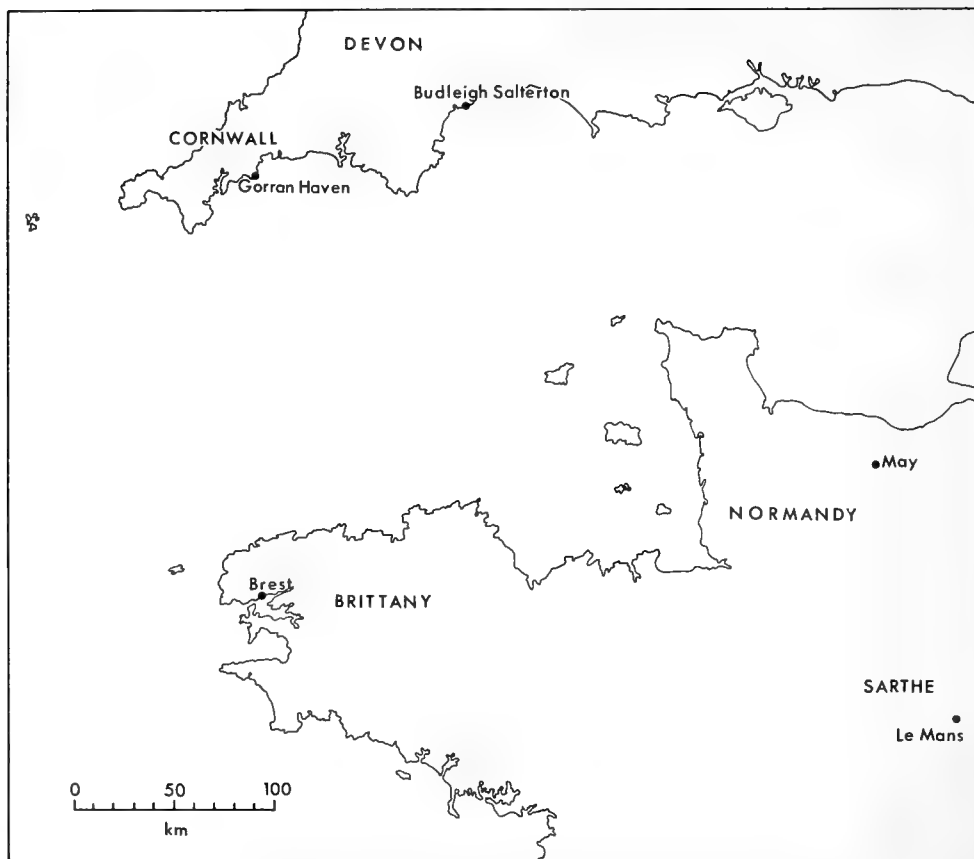 DEVON
Budleigh Salterton
CORNWALL
Gorran Haven
May
NORMANDY
Brest
BRITTANY
SARTHE
Le Mans
0 50 100
km